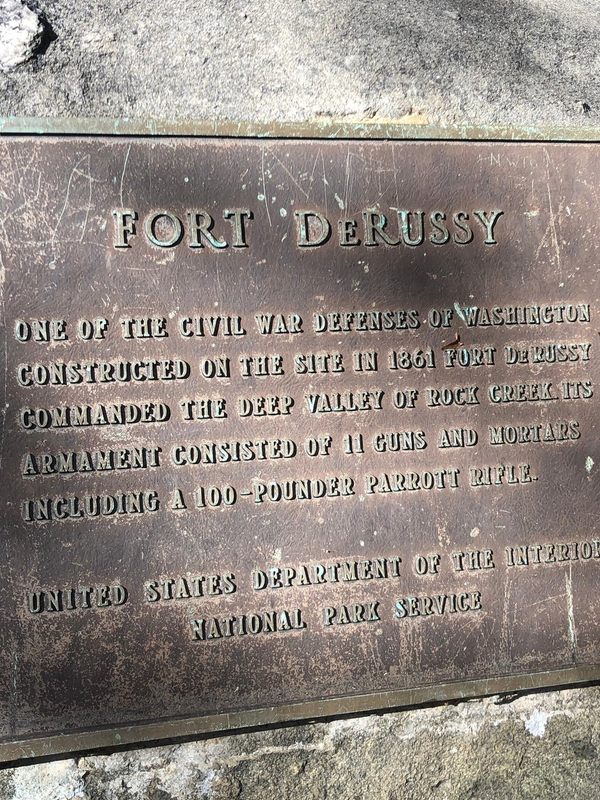 FORT DERUSSY
ONE OF THE CIVIL WAR DEFENSES OF WASHINGTON
CONSTRUCTED ON THE SITE IN 1861 FORT DERUSSY
COMMANDED THE DEEP VALLEY OF ROCK CREEK. ITS
ARMAMENT CONSISTED OF 11 GUNS AND MORTARS
INCLUDING A 100-POUNDER PARROTT RIFLE.
UNITED STATES DEPARTMENT OF THE INTERIOR
NATIONAL PARK SERVICE